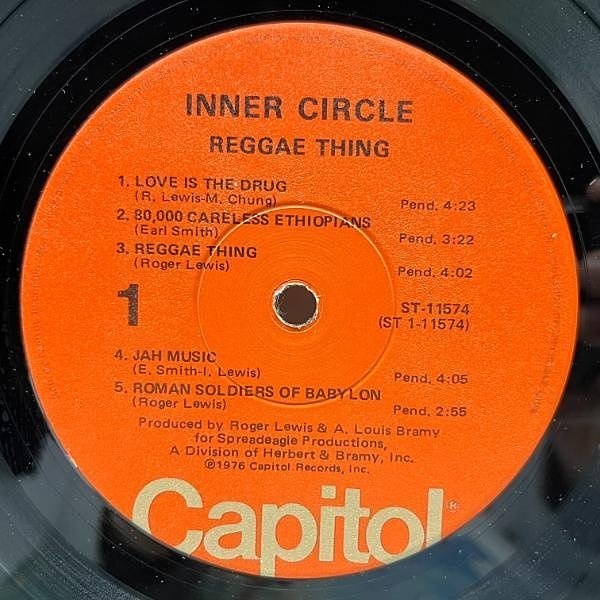 INNER CIRCLE
REGGAE THING
1. LOVE IS THE DRUG
(R. Lewis-M. Chung) Pend. 4:23
2. 80,000 CARELESS ETHIOPIANS
(Earl Smith) Pend. 3:22
3. REGGAE THING
(Roger Lewis) Pend. 4:02
1
ST-11574
(ST 1-11574)
4. JAH MUSIC
(E. Smith-I. Lewis) Pend. 4:05
5. ROMAN SOLDIERS OF BABYLON
(Roger Lewis) Pend. 2:55
Produced by Roger Lewis & A. Louis Bramy
for Spreadeagle Productions,
A Division of Herbert & Bramy, Inc.
℗1976 Capitol Records, Inc.
Capitol®